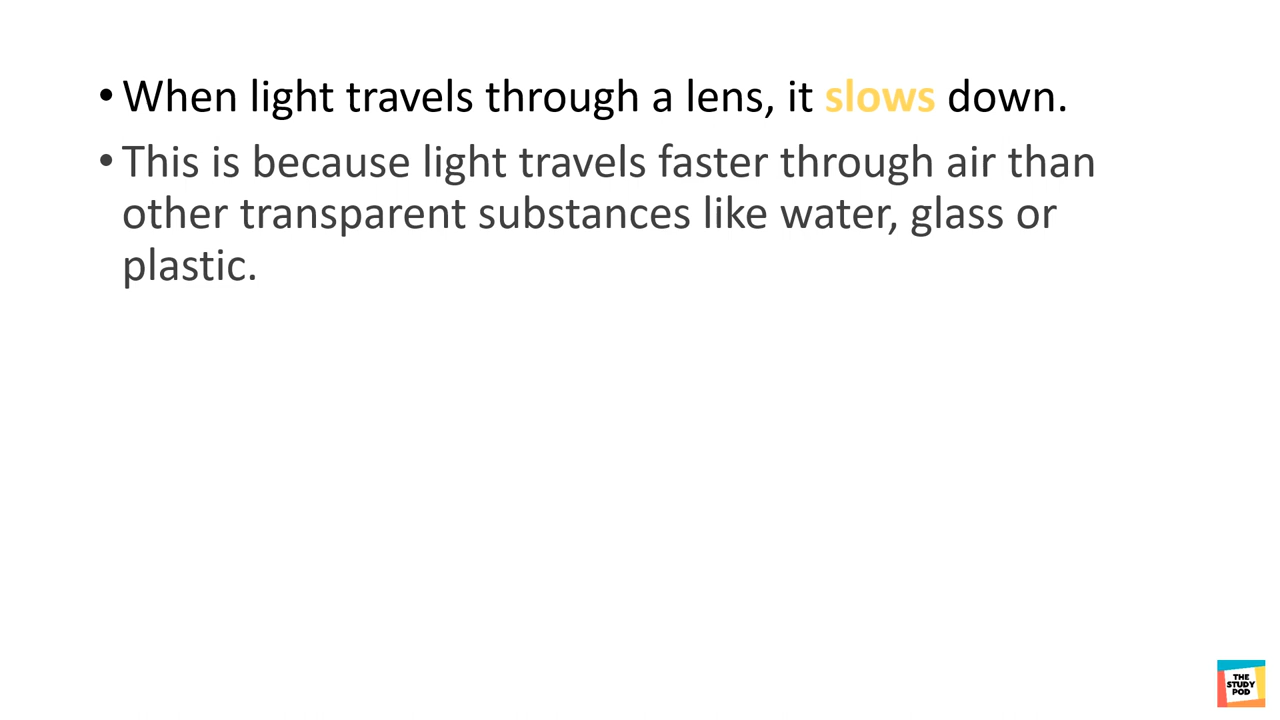 • When light travels through a lens, it slows down.
• This is because light travels faster through air than
other transparent substances like water, glass or
plastic.
THE
STUDY
POD